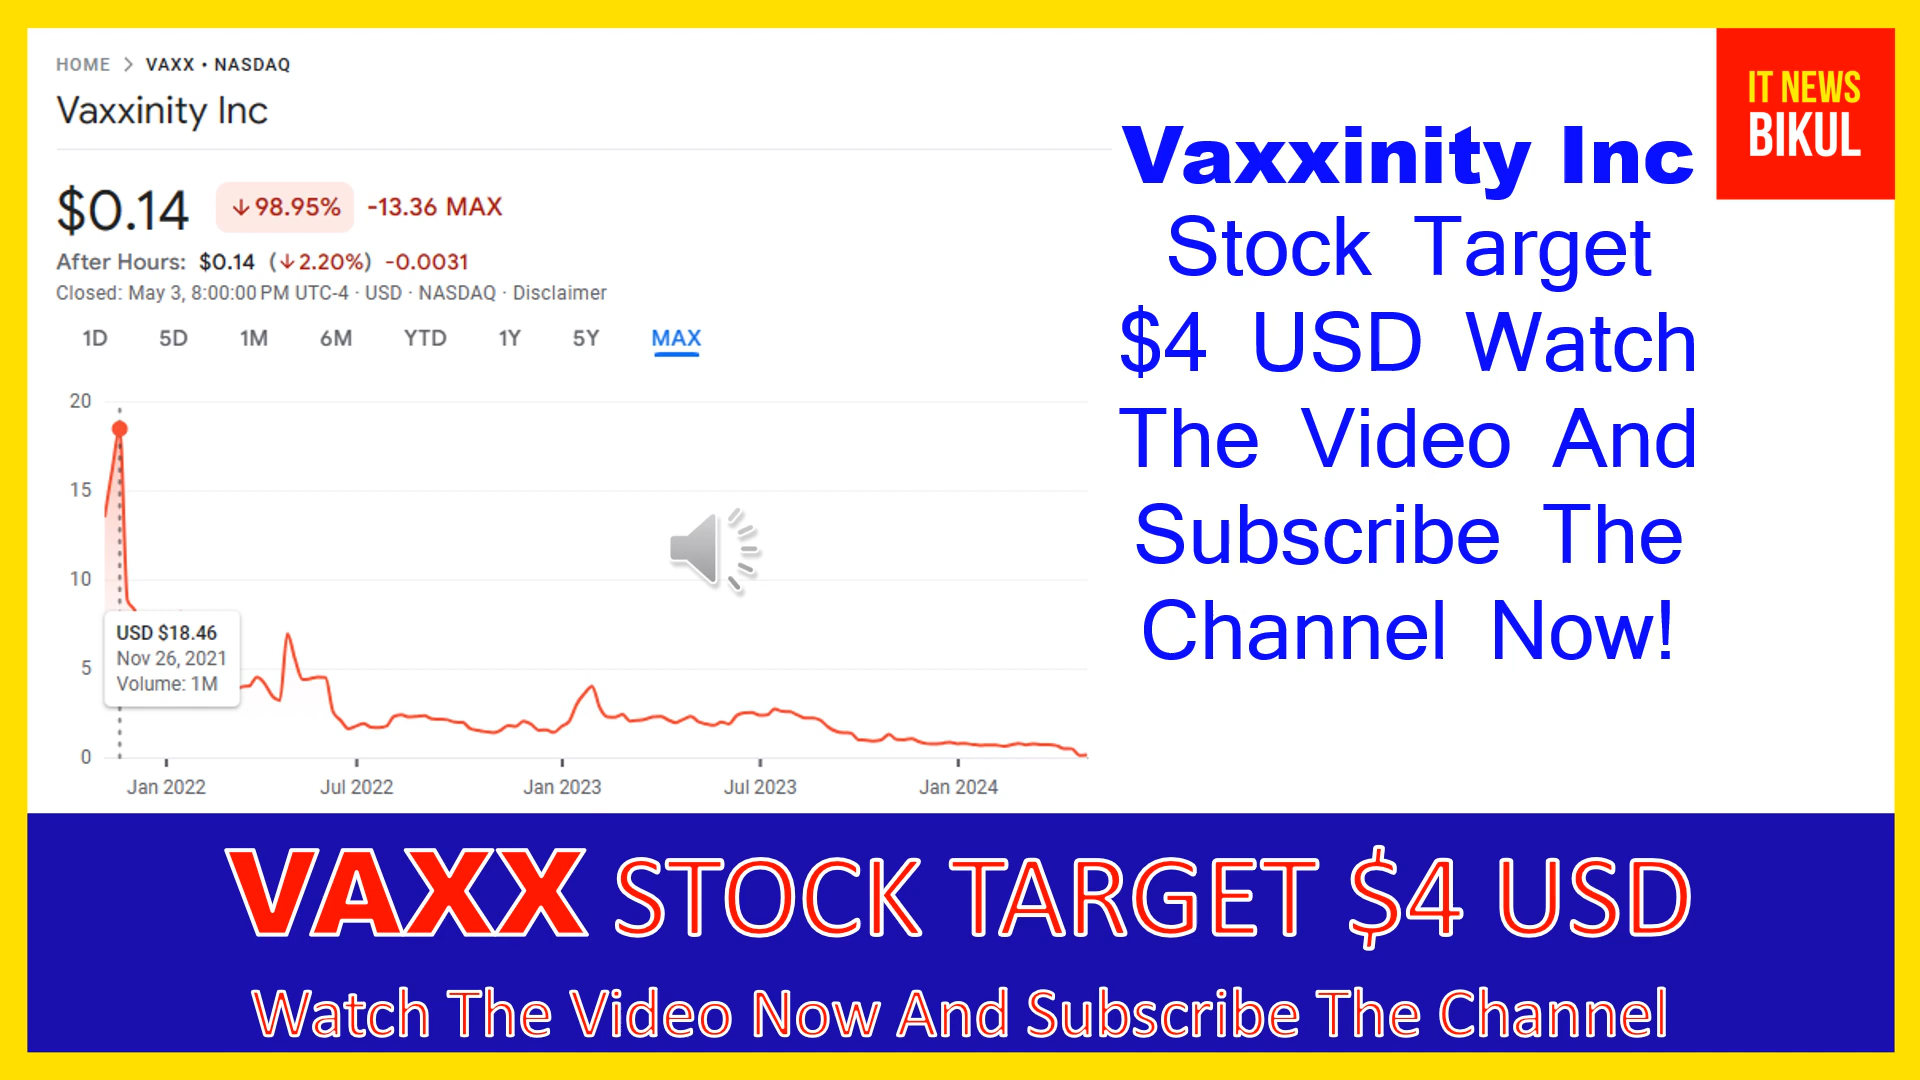 HOME > VAXX • NASDAQ
Vaxxinity Inc
$0.14 ↓98.95% -13.36 MAX
After Hours: $0.14 (↓2.20%) -0.0031
Closed: May 3, 8:00:00 PM UTC-4 · USD · NASDAQ · Disclaimer
1D 5D 1M 6M YTD 1Y 5Y MAX
20
15
10
5
0
USD $18.46
Nov 26, 2021
Volume: 1M
Jan 2022 Jul 2022 Jan 2023 Jul 2023 Jan 2024
Vaxxinity Inc
Stock Target
$4 USD Watch
The Video And
Subscribe The
Channel Now!
IT NEWS
BIKUL
VAXX STOCK TARGET $4 USD
Watch The Video Now And Subscribe The Channel